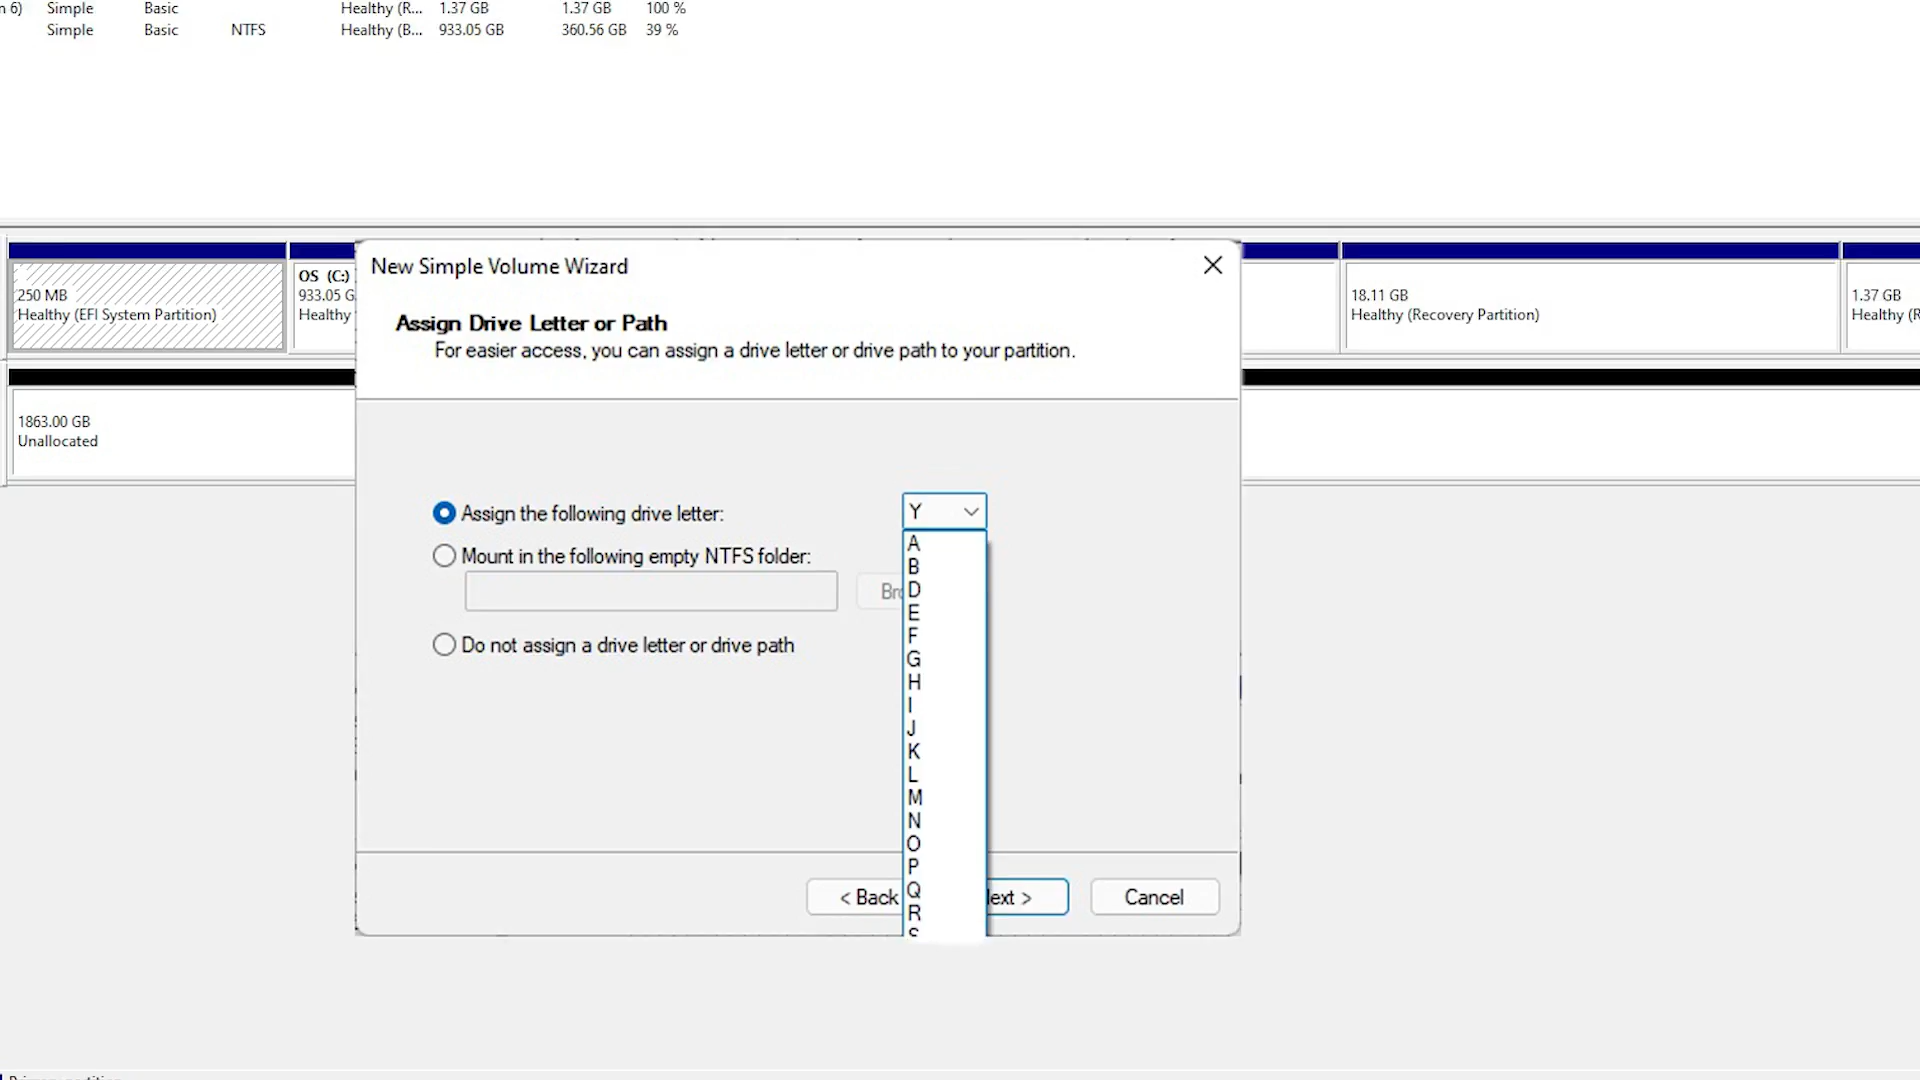 n 6) Simple Basic Healthy (R... 1.37 GB 1.37 GB 100 %
Simple Basic NTFS Healthy (B... 933.05 GB 360.56 GB 39 %
250 MB
Healthy (EFI System Partition)
OS (C:)
933.05 G
Healthy
18.11 GB
Healthy (Recovery Partition)
1.37 GB
Healthy (R
1863.00 GB
Unallocated
New Simple Volume Wizard
Assign Drive Letter or Path
For easier access, you can assign a drive letter or drive path to your partition.
Assign the following drive letter:
Y
Mount in the following empty NTFS folder:
Bro
Do not assign a drive letter or drive path
A
B
D
E
F
G
H
I
J
K
L
M
N
O
P
Q
R
S
< Back
ext >
Cancel